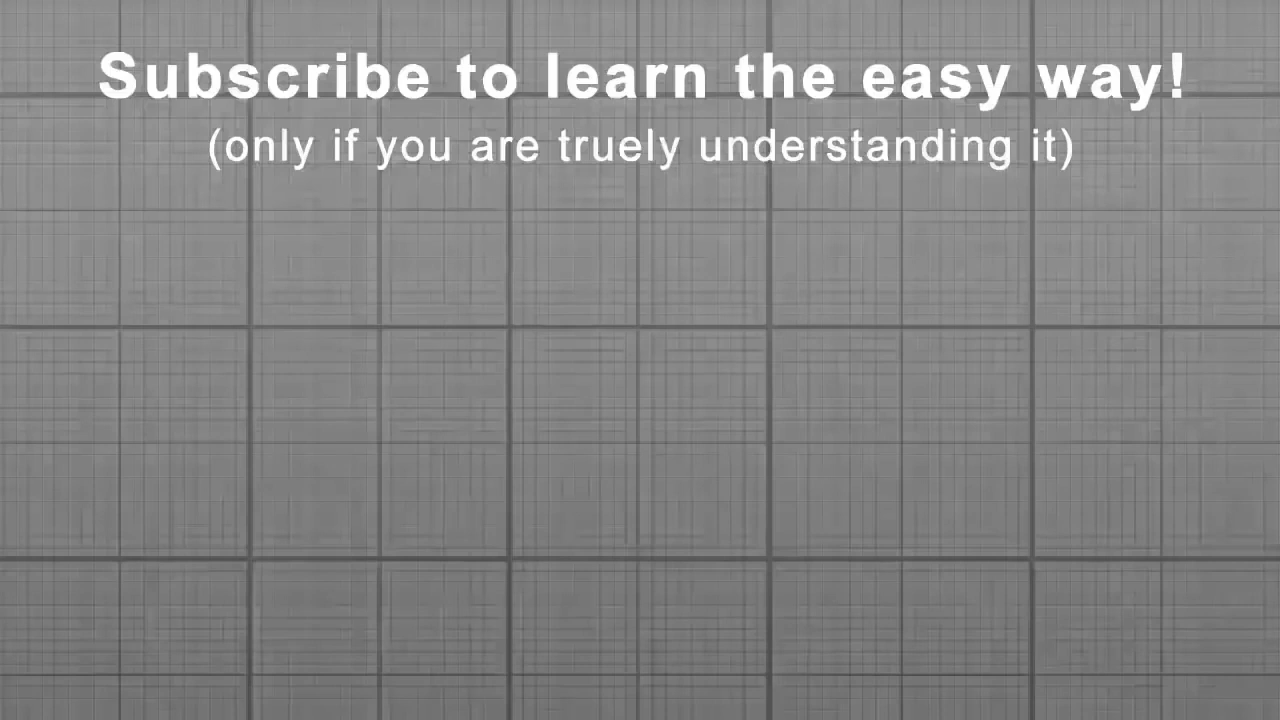 Subscribe to learn the easy way!
(only if you are truely understanding it)